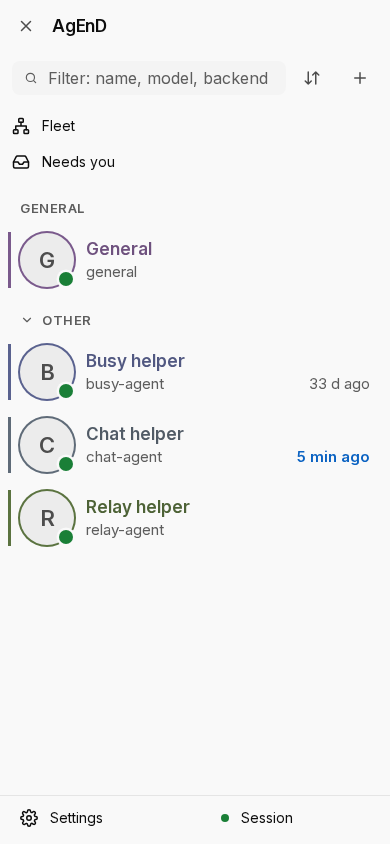 AgEnD
Filter: name, model, backend
Fleet
Needs you
GENERAL
G
General
general
OTHER
B
Busy helper
busy-agent
33 d ago
C
Chat helper
chat-agent
5 min ago
R
Relay helper
relay-agent
Settings
Session